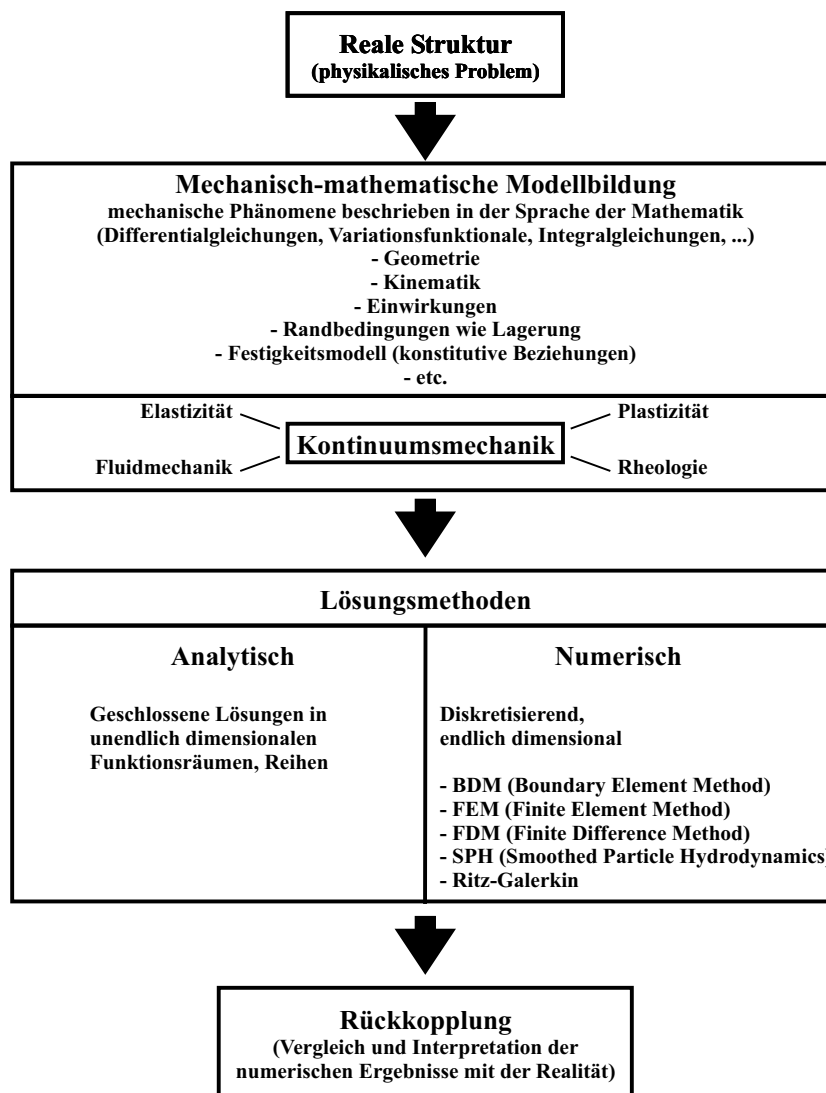 Reale Struktur
(physikalisches Problem)
Mechanisch-mathematische Modellbildung
mechanische Phänomene beschrieben in der Sprache der Mathematik
(Differentialgleichungen, Variationsfunktionale, Integralgleichungen, ...)
- Geometrie
- Kinematik
- Einwirkungen
- Randbedingungen wie Lagerung
- Festigkeitsmodell (konstitutive Beziehungen)
- etc.
Elastizität
Plastizität
Kontinuumsmechanik
Fluidmechanik
Rheologie
Lösungsmethoden
Analytisch
Geschlossene Lösungen in
unendlich dimensionalen
Funktionsräumen, Reihen
Numerisch
Diskretisierend,
endlich dimensional
- BDM (Boundary Element Method)
- FEM (Finite Element Method)
- FDM (Finite Difference Method)
- SPH (Smoothed Particle Hydrodynamics)
- Ritz-Galerkin
Rückkopplung
(Vergleich und Interpretation der
numerischen Ergebnisse mit der Realität)